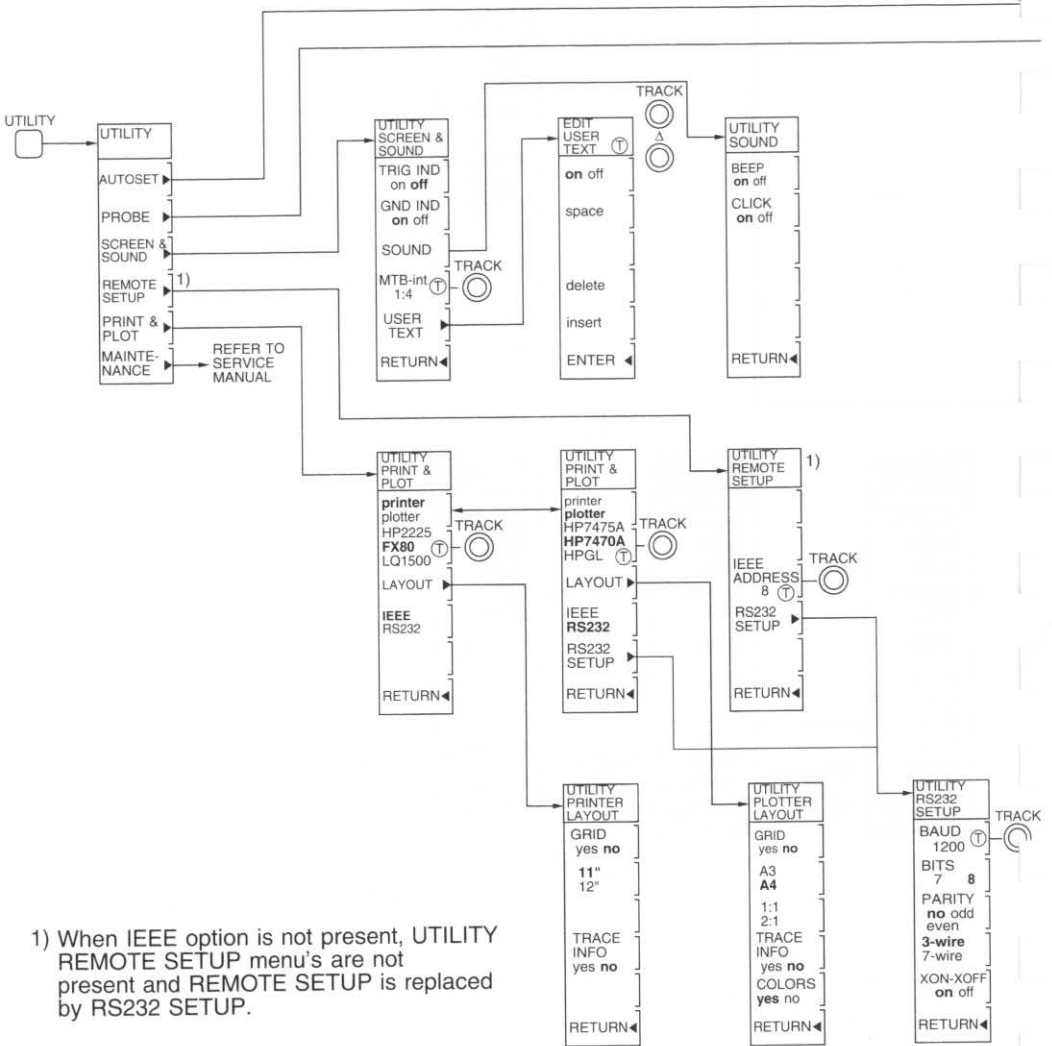 UTILITY
UTILITY
AUTOSET
PROBE
SCREEN &
SOUND
REMOTE
SETUP
1)
PRINT &
PLOT
MAINTE-
NANCE
REFER TO
SERVICE
MANUAL
UTILITY
SCREEN &
SOUND
TRIG IND
on off
GND IND
on off
SOUND
MTB-int T
1:4
TRACK
USER
TEXT
RETURN
EDIT
USER
TEXT T
on off
space
delete
insert
ENTER
TRACK
Δ
UTILITY
SOUND
BEEP
on off
CLICK
on off
RETURN
UTILITY
PRINT &
PLOT
printer
plotter
HP2225
FX80 T
LQ1500
TRACK
LAYOUT
IEEE
RS232
RETURN
UTILITY
PRINT &
PLOT
printer
plotter
HP7475A
HP7470A
HPGL T
TRACK
LAYOUT
IEEE
RS232
RS232
SETUP
RETURN
UTILITY
REMOTE
SETUP
1)
IEEE
ADDRESS
8 T
TRACK
RS232
SETUP
RETURN
UTILITY
PRINTER
LAYOUT
GRID
yes no
11"
12"
TRACE
INFO
yes no
RETURN
UTILITY
PLOTTER
LAYOUT
GRID
yes no
A3
A4
1:1
2:1
TRACE
INFO
yes no
COLORS
yes no
RETURN
UTILITY
RS232
SETUP
BAUD T
1200
TRACK
BITS
7 8
PARITY
no odd
even
3-wire
7-wire
XON-XOFF
on off
RETURN
1) When IEEE option is not present, UTILITY
REMOTE SETUP menu's are not
present and REMOTE SETUP is replaced
by RS232 SETUP.